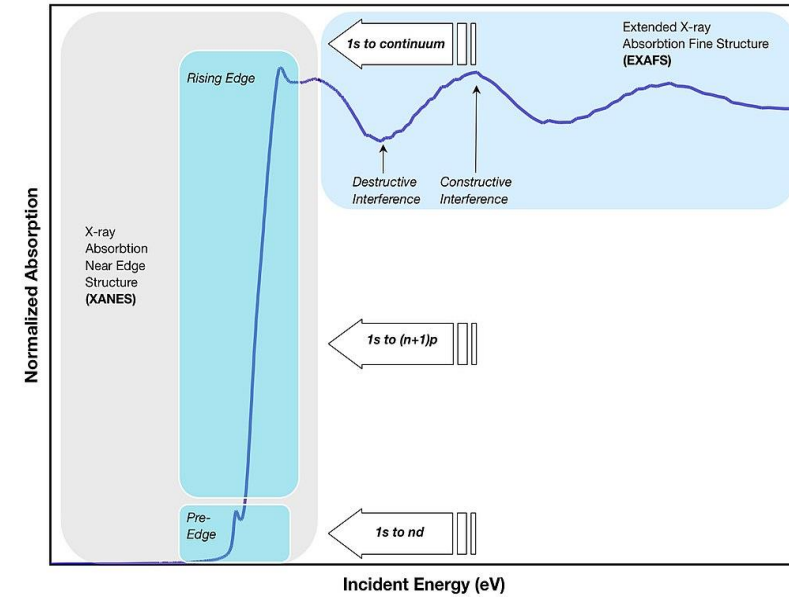 1s to continuum
Extended X-ray
Absorbtion Fine Structure
(EXAFS)
Rising Edge
Destructive
Interference
Constructive
Interference
X-ray
Absorbtion
Near Edge
Structure
(XANES)
Normalized Absorption
1s to (n+1)p
Pre-
Edge
1s to nd
Incident Energy (eV)